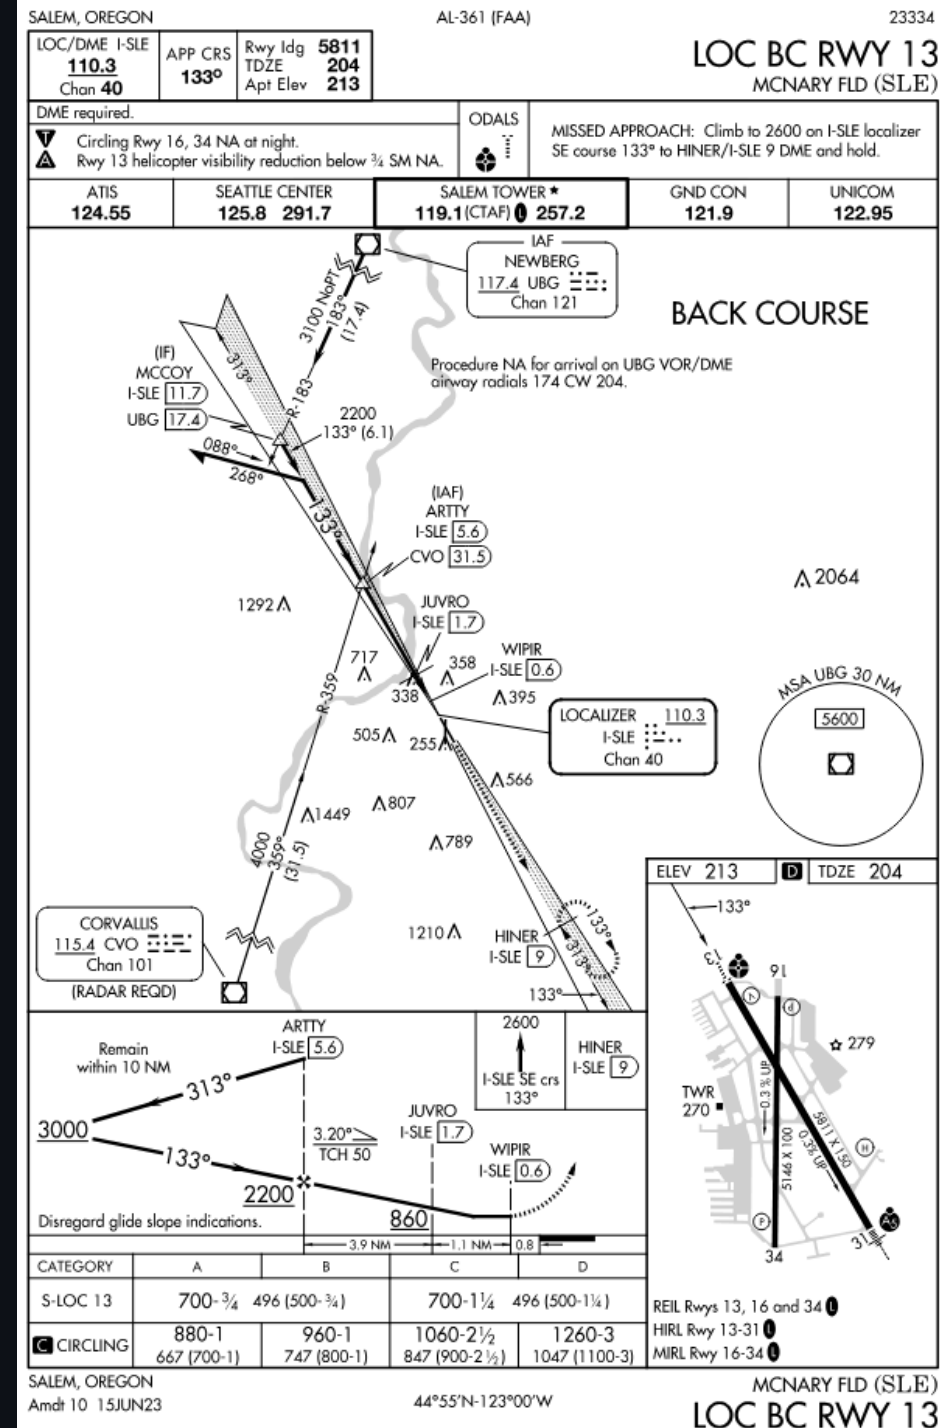 SALEM, OREGON
AL-361 (FAA)
23334
LOC/DME I-SLE
110.3
Chan 40
APP CRS
133°
Rwy ldg 5811
TDZE 204
Apt Elev 213
LOC BC RWY 13
MCNARY FLD (SLE)
DME required.
T
Circling Rwy 16, 34 NA at night.
A
Rwy 13 helicopter visibility reduction below ¾ SM NA.
ODALS
MISSED APPROACH: Climb to 2600 on I-SLE localizer
SE course 133° to HINER/I-SLE 9 DME and hold.
ATIS
124.55
SEATTLE CENTER
125.8 291.7
SALEM TOWER★
119.1(CTAF) L 257.2
GND CON
121.9
UNICOM
122.95
IAF
NEWBERG
117.4 UBG
Chan 121
BACK COURSE
3100 NoPT
183°
(17.4)
R-183
Procedure NA for arrival on UBG VOR/DME
airway radials 174 CW 204.
313°
(IF)
MCCOY
I-SLE 11.7
UBG 17.4
2200
133° (6.1)
088°
268°
133°
(IAF)
ARTTY
I-SLE 5.6
CVO 31.5
2064
1292
JUVRO
I-SLE 1.7
WIPIR
I-SLE 0.6
717
358
338
395
R-359
MSA UBG 30 NM
5600
LOCALIZER 110.3
I-SLE
Chan 40
505
255
566
1449
807
789
4000
359°
(31.5)
CORVALLIS
115.4 CVO
Chan 101
(RADAR REQD)
1210
HINER
I-SLE 9
133°
313°
133°
ELEV 213
D
TDZE 204
133°
13
16
V
P
279
TWR
270
0.3 % UP
5146 X 100
5811 X 150
0.3% UP
H
P
A5
34
31
REIL Rwys 13, 16 and 34 L
HIRL Rwy 13-31 L
MIRL Rwy 16-34 L
Remain
within 10 NM
ARTTY
I-SLE 5.6
313°
3000
133°
2200
3.20°
TCH 50
JUVRO
I-SLE 1.7
WIPIR
I-SLE 0.6
860
2600
I-SLE SE crs
133°
HINER
I-SLE 9
Disregard glide slope indications.
3.9 NM
1.1 NM
0.8
CATEGORY A B C D
S-LOC 13 700-¾ 496 (500-¾) 700-1¼ 496 (500-1¼)
C CIRCLING
880-1
667 (700-1)
960-1
747 (800-1)
1060-2½
847 (900-2½)
1260-3
1047 (1100-3)
SALEM, OREGON
Amdt 10 15JUN23
44°55'N-123°00'W
MCNARY FLD (SLE)
LOC BC RWY 13